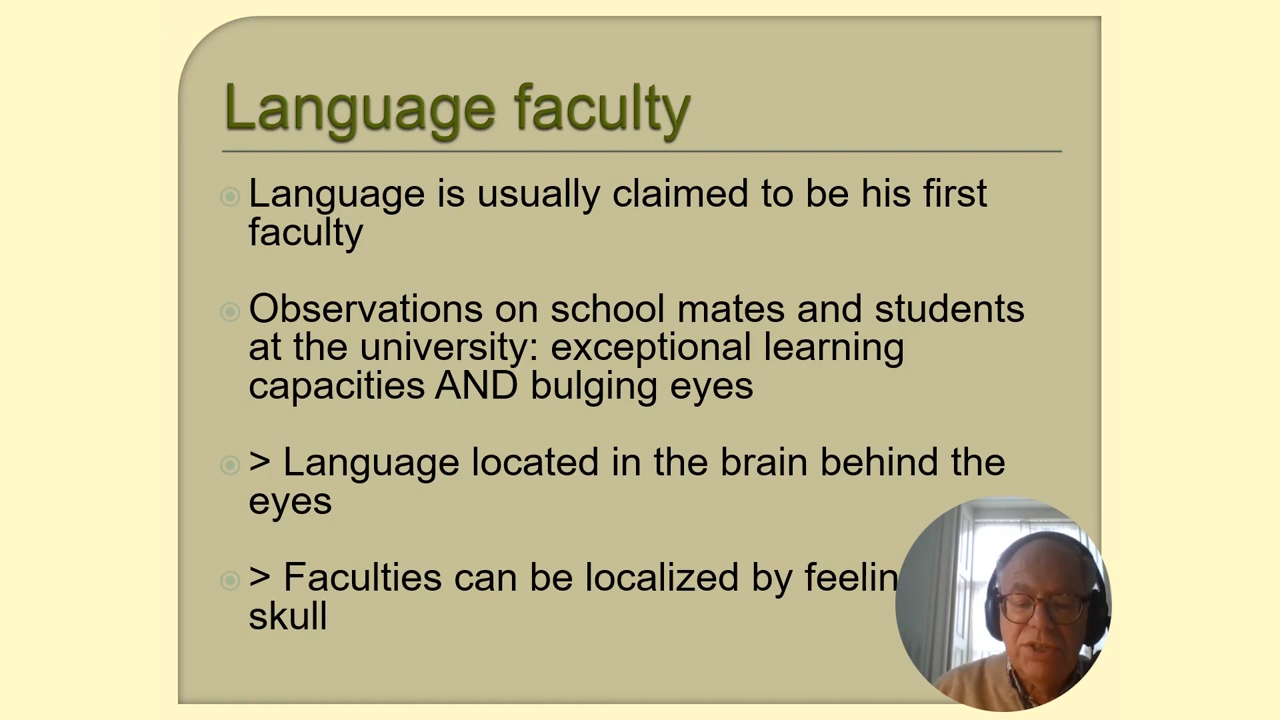 Language faculty
Language is usually claimed to be his first
faculty
Observations on school mates and students
at the university: exceptional learning
capacities AND bulging eyes
> Language located in the brain behind the
eyes
> Faculties can be localized by
skull